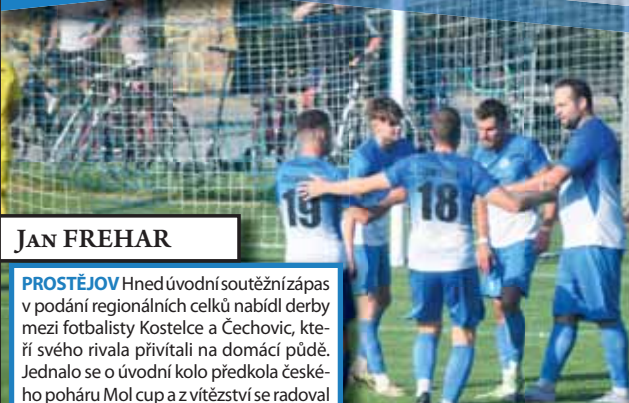 19
18
JAN FREHAR
PROSTĚJOV Hned úvodní soutěžní zápas
v podání regionálních celků nabídl derby
mezi fotbalisty Kostelce a Čechovic, kte-
ří svého rivala přivítali na domácí půdě.
Jednalo se o úvodní kolo předkola české-
ho poháru Mol cup a z vítězství se radoval